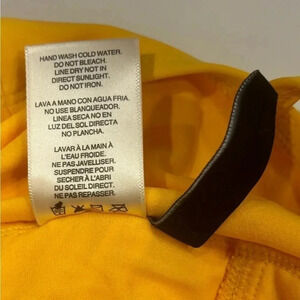 HAND WASH COLD WATER.
DO NOT BLEACH.
LINE DRY NOT IN
DIRECT SUNLIGHT.
DO NOT IRON.
LAVA A MANO CON AGUA FRIA.
NO USE BLANQUEADOR.
LINEA SECA NO EN
LUZ DEL SOL DIRECTA
NO PLANCHA.
LAVAR À LA MAIN À
L'EAU FROIDE.
NE PAS JAVELLISER.
SUSPENDRE POUR
SECHER À L'ABRI
DU SOLEIL DIRECT.
NE PAS REPASSER.